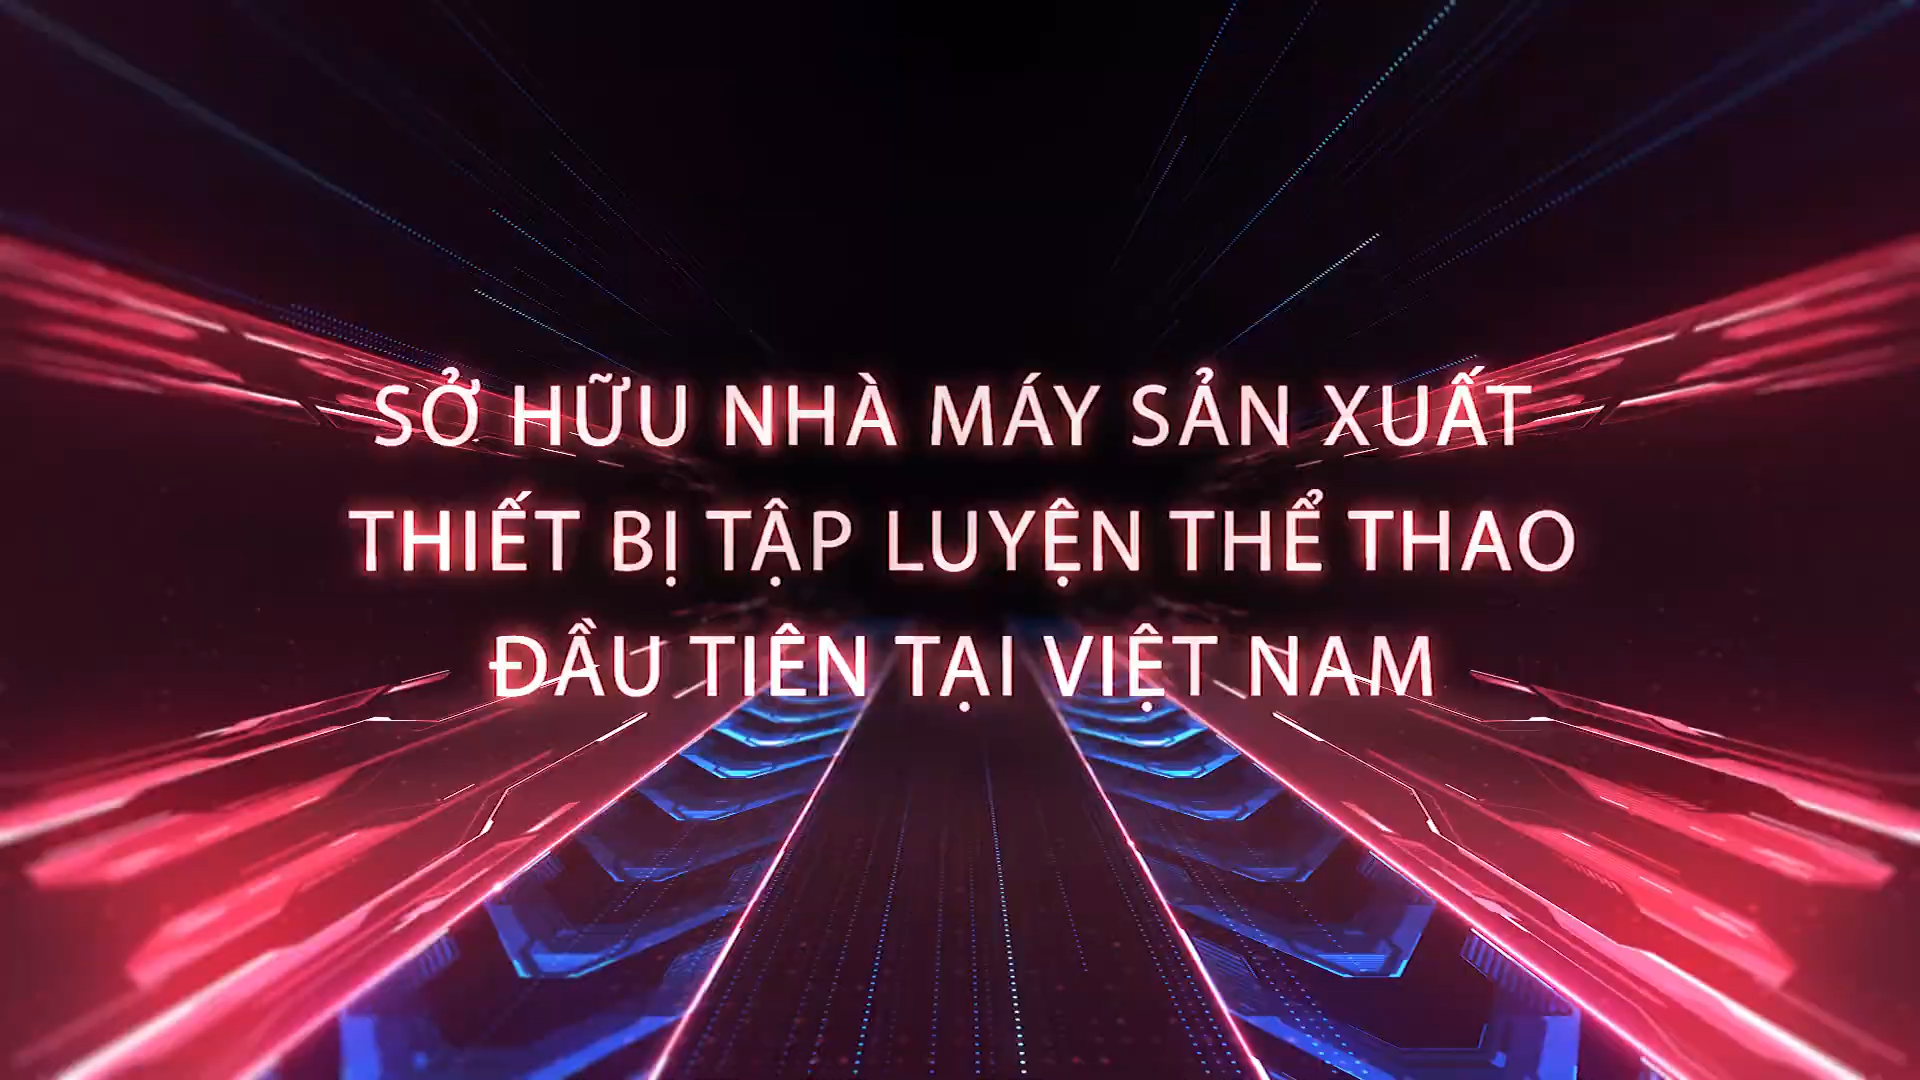 SỞ HỮU NHÀ MÁY SẢN XUẤT
THIẾT BỊ TẬP LUYỆN THỂ THAO
ĐẦU TIÊN TẠI VIỆT NAM